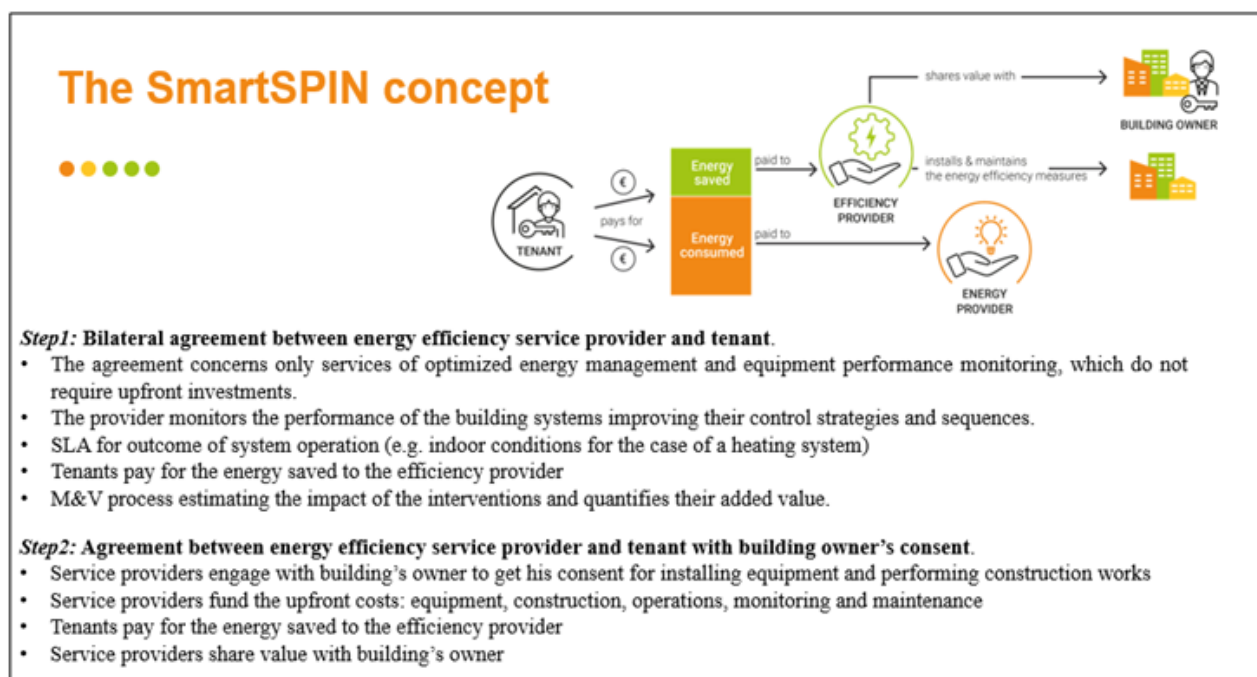 The SmartSPIN concept
shares value with
BUILDING OWNER
Energy
saved
paid to
installs & maintains
the energy efficiency measures
EFFICIENCY
PROVIDER
€
pays for
€
TENANT
Energy
consumed
paid to
ENERGY
PROVIDER
Step1: Bilateral agreement between energy efficiency service provider and tenant.
• The agreement concerns only services of optimized energy management and equipment performance monitoring, which do not
require upfront investments.
• The provider monitors the performance of the building systems improving their control strategies and sequences.
• SLA for outcome of system operation (e.g. indoor conditions for the case of a heating system)
• Tenants pay for the energy saved to the efficiency provider
• M&V process estimating the impact of the interventions and quantifies their added value.
Step2: Agreement between energy efficiency service provider and tenant with building owner’s consent.
• Service providers engage with building’s owner to get his consent for installing equipment and performing construction works
• Service providers fund the upfront costs: equipment, construction, operations, monitoring and maintenance
• Tenants pay for the energy saved to the efficiency provider
• Service providers share value with building’s owner